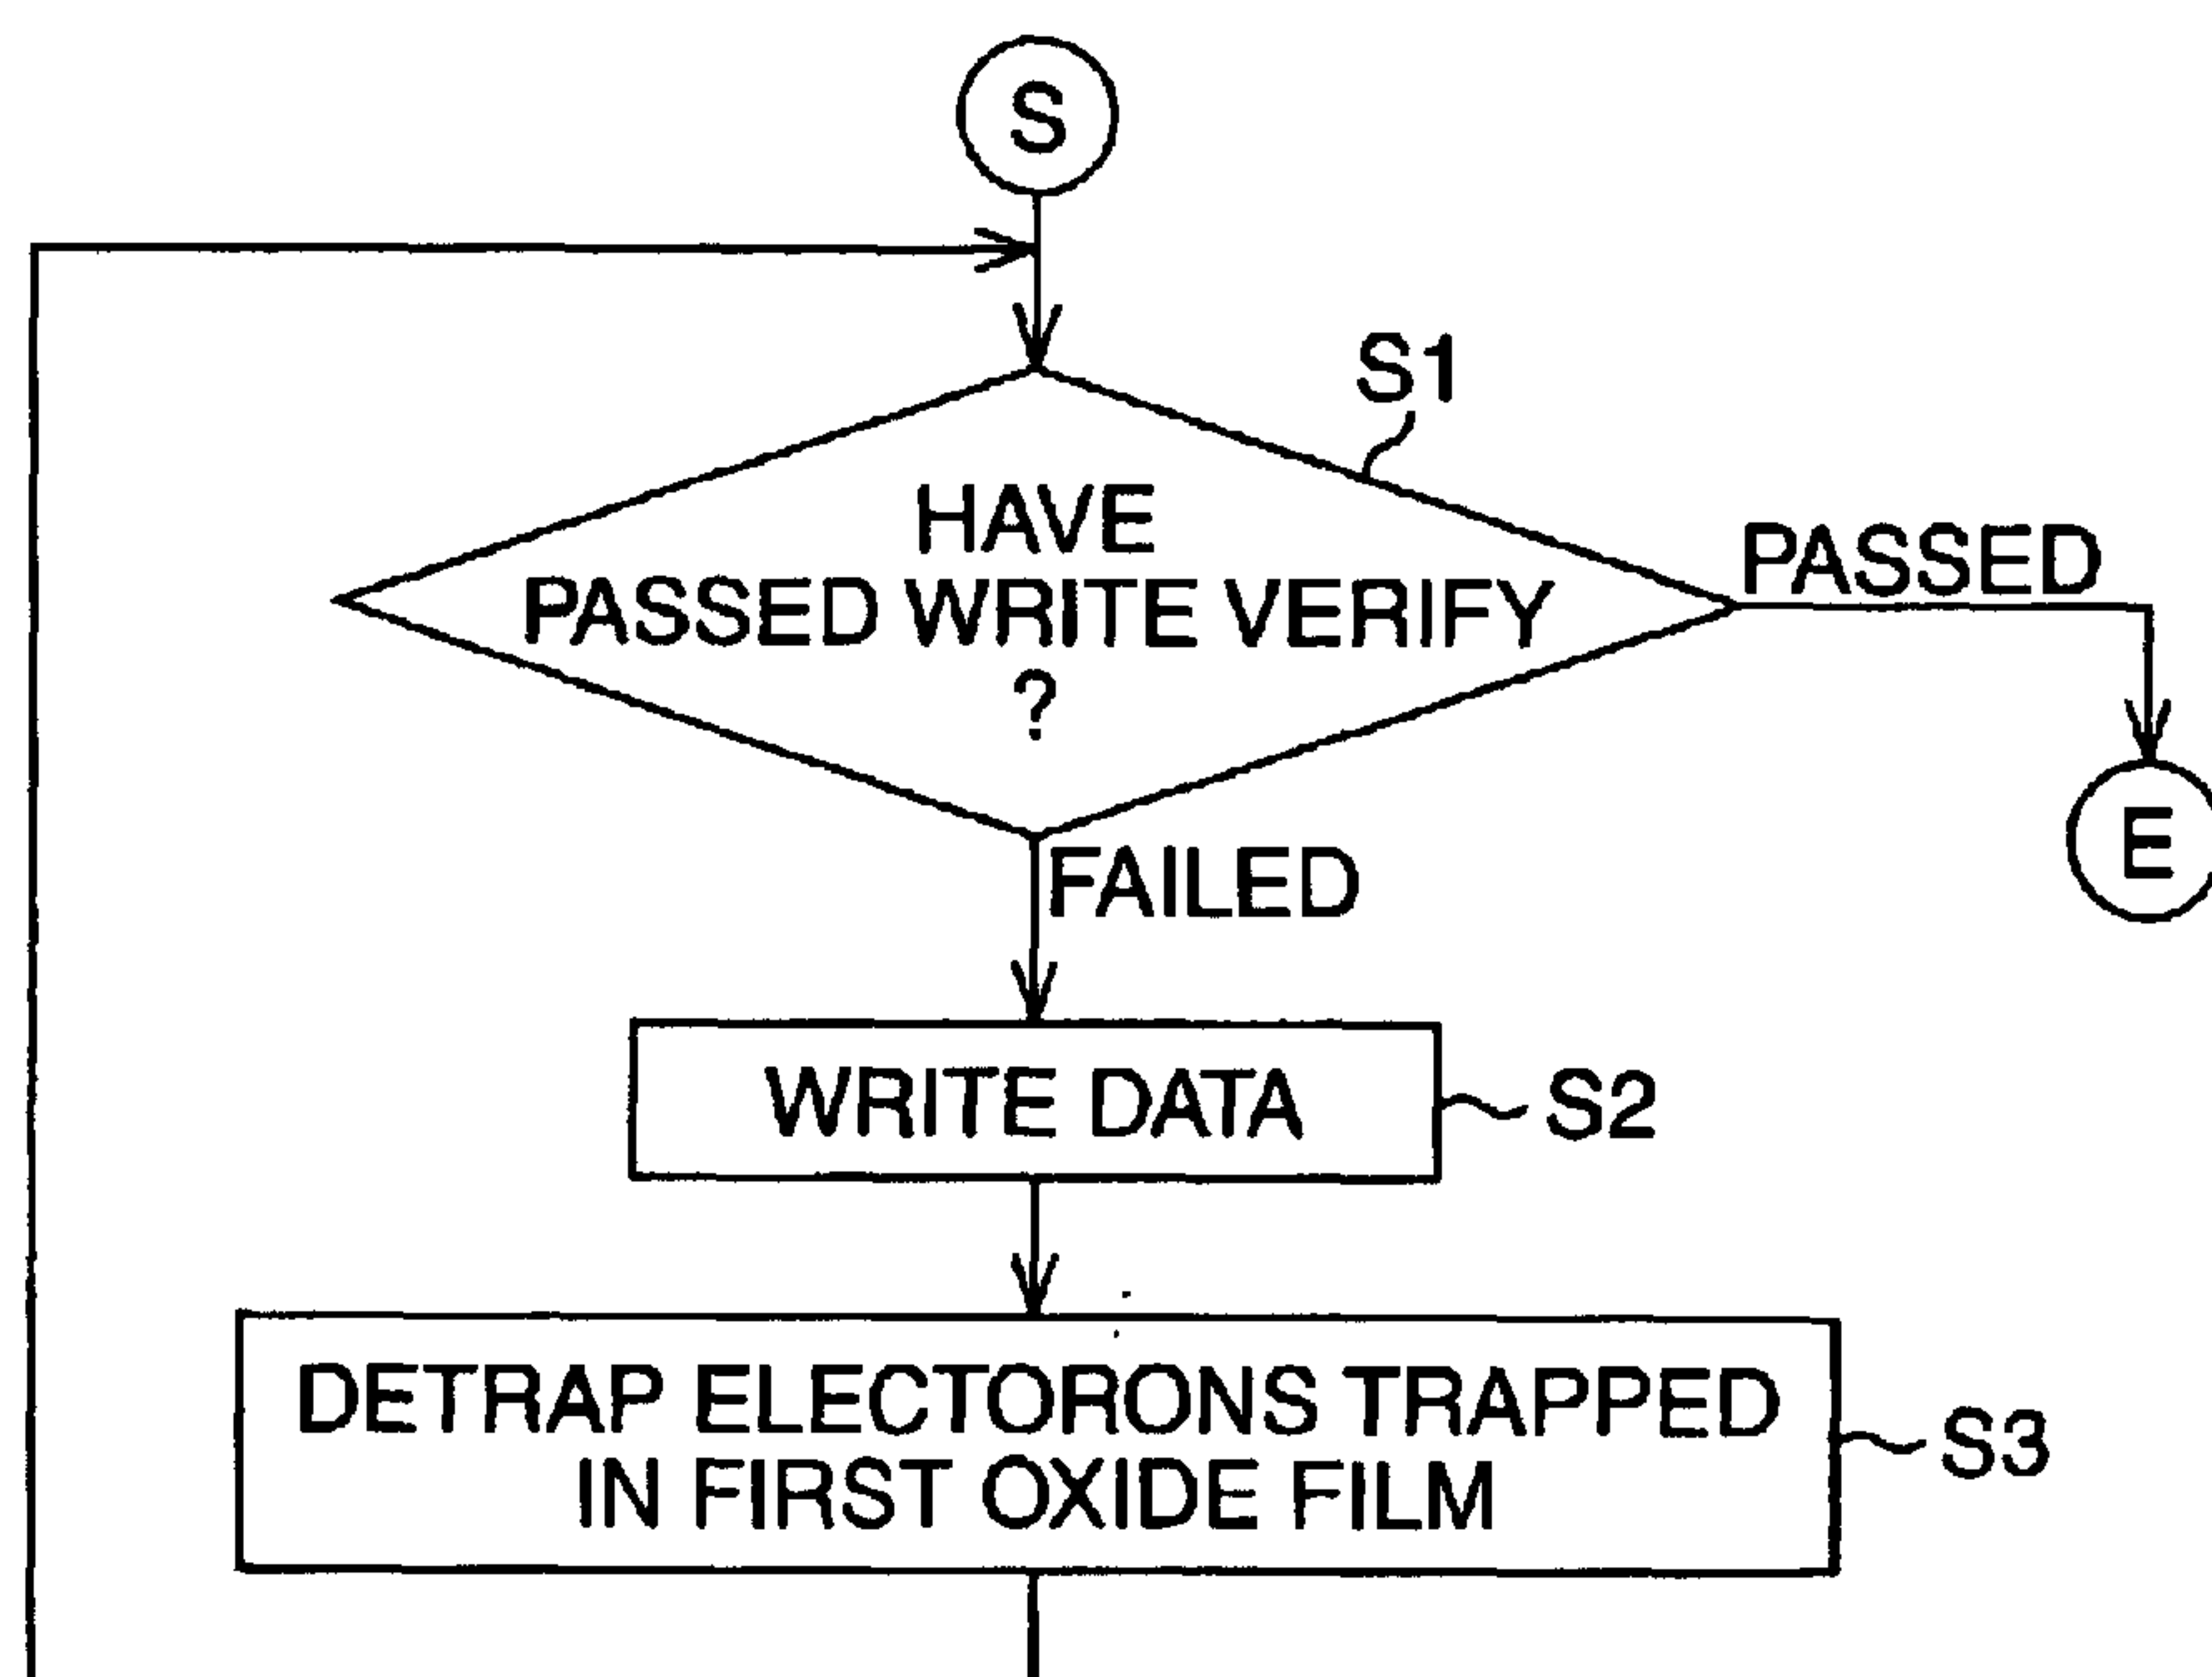 S
S1
HAVE
PASSED WRITE VERIFY
?
PASSED
E
FAILED
WRITE DATA
S2
DETRAP ELECTORONS TRAPPED
IN FIRST OXIDE FILM
S3